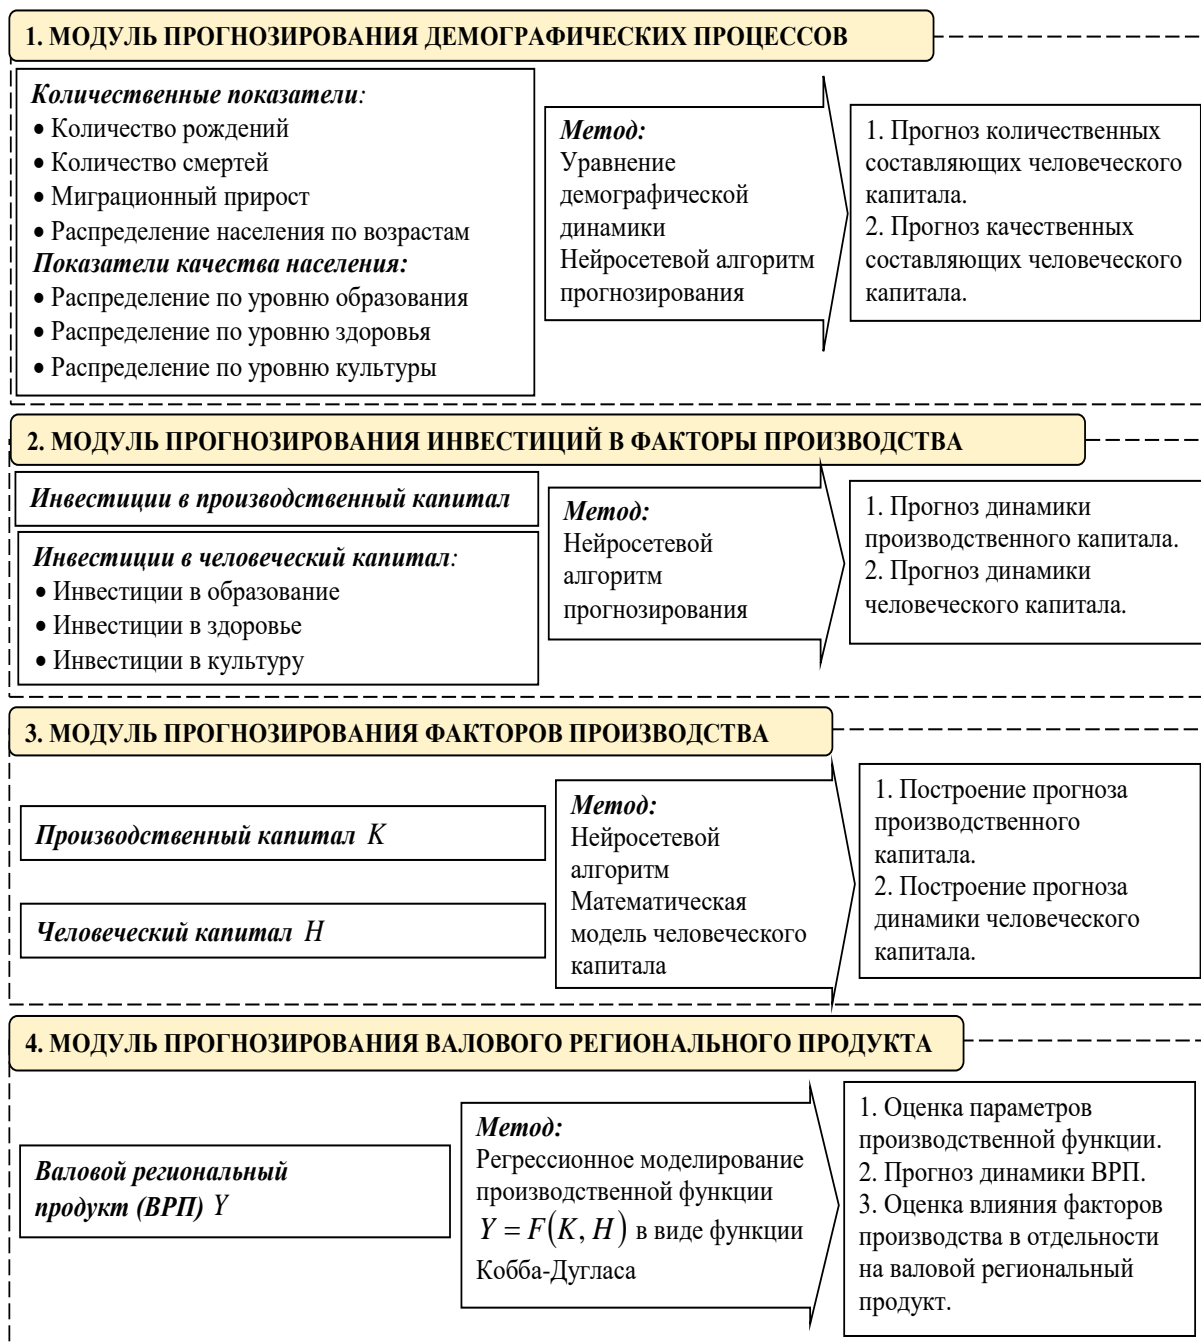 1. МОДУЛЬ ПРОГНОЗИРОВАНИЯ ДЕМОГРАФИЧЕСКИХ ПРОЦЕССОВ
Количественные показатели:
• Количество рождений
• Количество смертей
• Миграционный прирост
• Распределение населения по возрастам
Показатели качества населения:
• Распределение по уровню образования
• Распределение по уровню здоровья
• Распределение по уровню культуры
Метод:
Уравнение
демографической
динамики
Нейросетевой алгоритм
прогнозирования
1. Прогноз количественных
составляющих человеческого
капитала.
2. Прогноз качественных
составляющих человеческого
капитала.
2. МОДУЛЬ ПРОГНОЗИРОВАНИЯ ИНВЕСТИЦИЙ В ФАКТОРЫ ПРОИЗВОДСТВА
Инвестиции в производственный капитал
Инвестиции в человеческий капитал:
• Инвестиции в образование
• Инвестиции в здоровье
• Инвестиции в культуру
Метод:
Нейросетевой
алгоритм
прогнозирования
1. Прогноз динамики
производственного капитала.
2. Прогноз динамики
человеческого капитала.
3. МОДУЛЬ ПРОГНОЗИРОВАНИЯ ФАКТОРОВ ПРОИЗВОДСТВА
Производственный капитал K
Человеческий капитал H
Метод:
Нейросетевой
алгоритм
Математическая
модель человеческого
капитала
1. Построение прогноза
производственного
капитала.
2. Построение прогноза
динамики человеческого
капитала.
4. МОДУЛЬ ПРОГНОЗИРОВАНИЯ ВАЛОВОГО РЕГИОНАЛЬНОГО ПРОДУКТА
Валовой региональный
продукт (ВРП) Y
Метод:
Регрессионное моделирование
производственной функции
Y = F(K, H) в виде функции
Кобба-Дугласа
1. Оценка параметров
производственной функции.
2. Прогноз динамики ВРП.
3. Оценка влияния факторов
производства в отдельности
на валовой региональный
продукт.